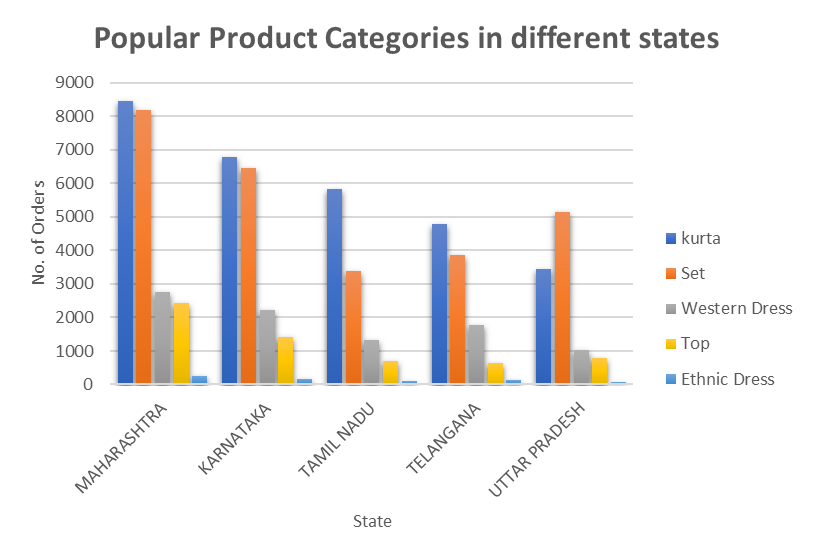 Popular Product Categories in different states
9000
8000
7000
6000
5000
4000
3000
2000
1000
0
No. of Orders
MAHARASHTRA
KARNATAKA
TAMIL NADU
TELANGANA
UTTAR PRADESH
State
kurta
Set
Western Dress
Top
Ethnic Dress